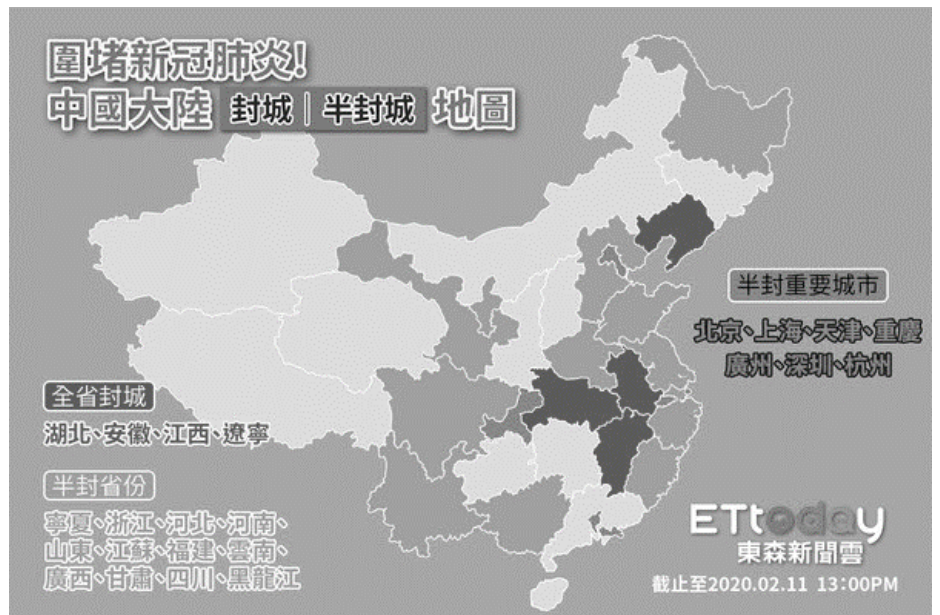 圍堵新冠肺炎!
中國大陸 封城｜半封城 地圖
半封重要城市
北京、上海、天津、重慶
廣州、深圳、杭州
全省封城
湖北、安徽、江西、遼寧
半封省份
寧夏、浙江、河北、河南、
山東、江蘇、福建、雲南、
廣西、甘肅、四川、黑龍江
ETtoday
東森新聞雲
截止至2020.02.11 13:00PM